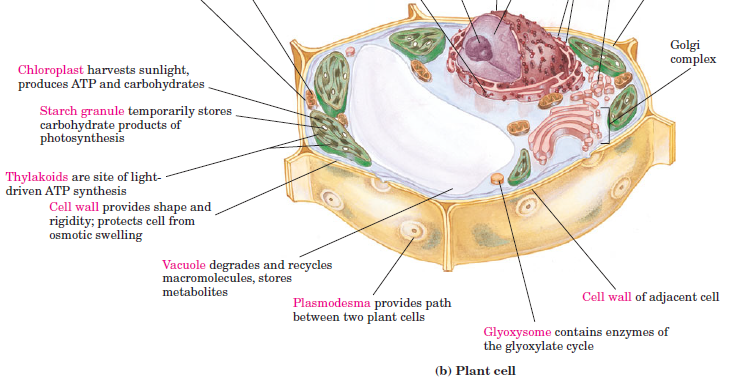 Golgi
complex
Chloroplast harvests sunlight,
produces ATP and carbohydrates
Starch granule temporarily stores
carbohydrate products of
photosynthesis
Thylakoids are site of light-
driven ATP synthesis
Cell wall provides shape and
rigidity; protects cell from
osmotic swelling
Vacuole degrades and recycles
macromolecules, stores
metabolites
Plasmodesma provides path
between two plant cells
Cell wall of adjacent cell
Glyoxysome contains enzymes of
the glyoxylate cycle
(b) Plant cell